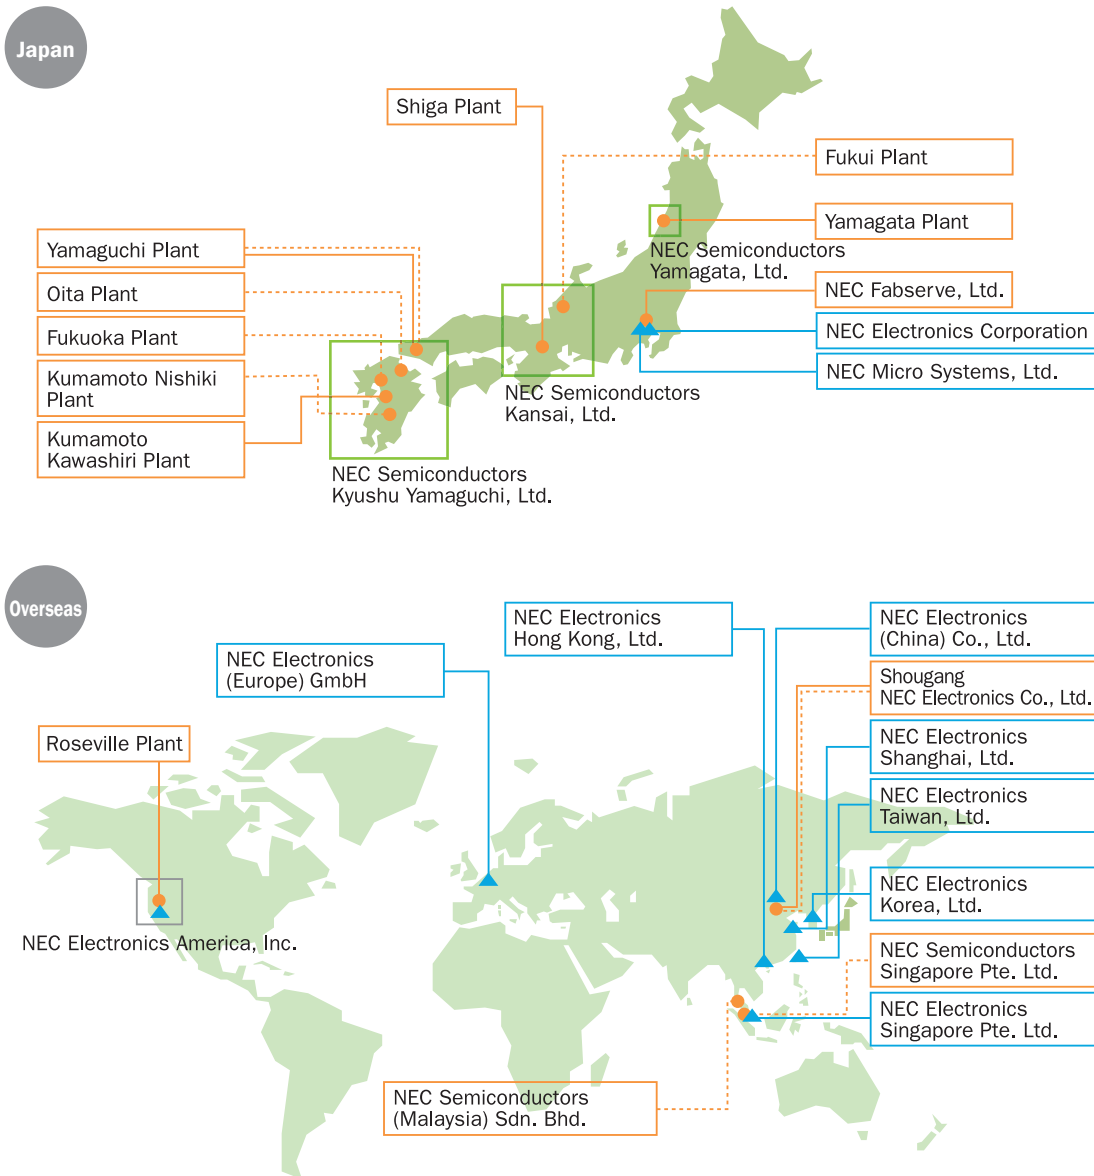 Japan
Shiga Plant
Fukui Plant
Yamagata Plant
NEC Semiconductors
Yamagata, Ltd.
Yamaguchi Plant
Oita Plant
Fukuoka Plant
Kumamoto Nishiki
Plant
Kumamoto
Kawashiri Plant
NEC Fabserve, Ltd.
NEC Electronics Corporation
NEC Micro Systems, Ltd.
NEC Semiconductors
Kansai, Ltd.
NEC Semiconductors
Kyushu Yamaguchi, Ltd.
Overseas
NEC Electronics
Hong Kong, Ltd.
NEC Electronics
(China) Co., Ltd.
NEC Electronics
(Europe) GmbH
Shougang
NEC Electronics Co., Ltd.
Roseville Plant
NEC Electronics
Shanghai, Ltd.
NEC Electronics
Taiwan, Ltd.
NEC Electronics
Korea, Ltd.
NEC Electronics America, Inc.
NEC Semiconductors
Singapore Pte. Ltd.
NEC Electronics
Singapore Pte. Ltd.
NEC Semiconductors
(Malaysia) Sdn. Bhd.